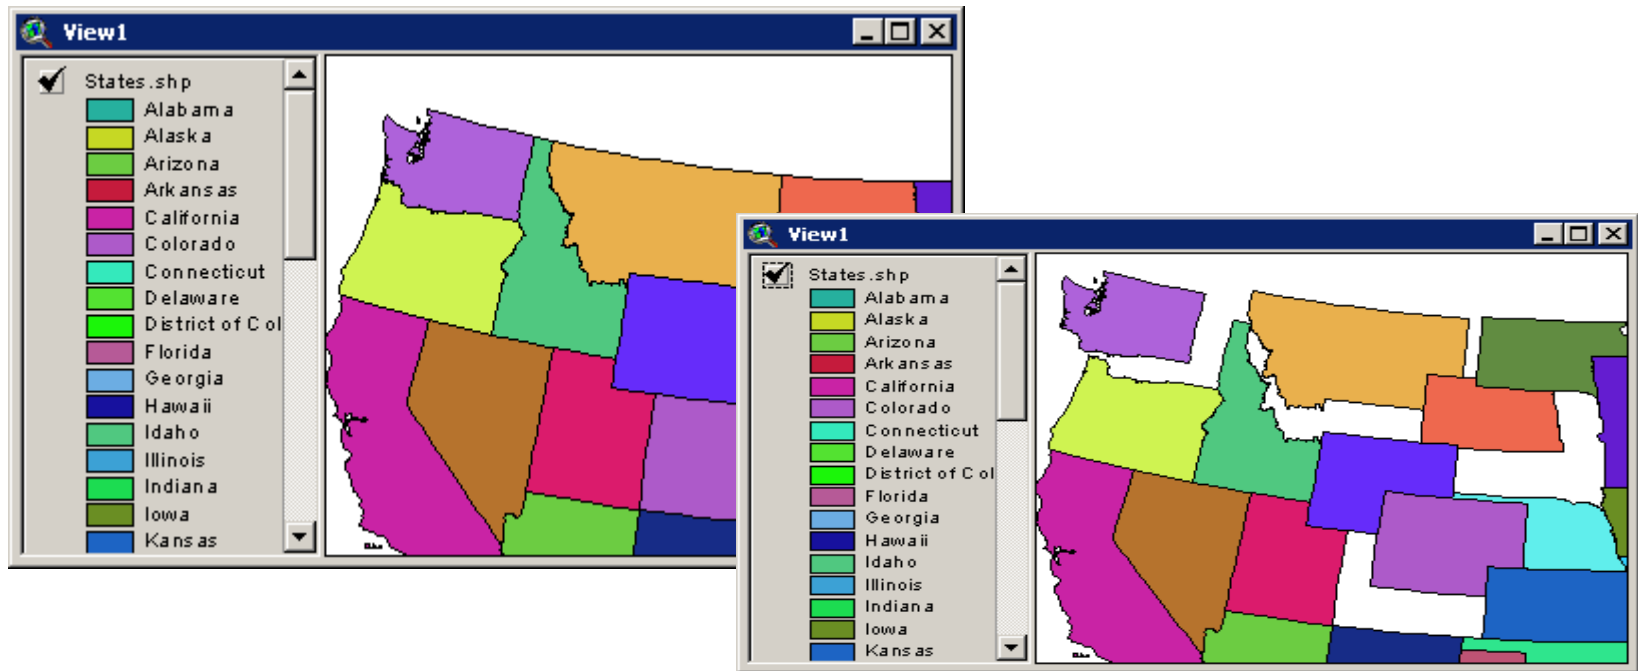 View1
States.shp
Alabama
Alaska
Arizona
Arkansas
California
Colorado
Connecticut
Delaware
District of Col
Florida
Georgia
Hawaii
Idaho
Illinois
Indiana
Iowa
Kansas
View1
States.shp
Alabama
Alaska
Arizona
Arkansas
California
Colorado
Connecticut
Delaware
District of Col
Florida
Georgia
Hawaii
Idaho
Illinois
Indiana
Iowa
Kansas